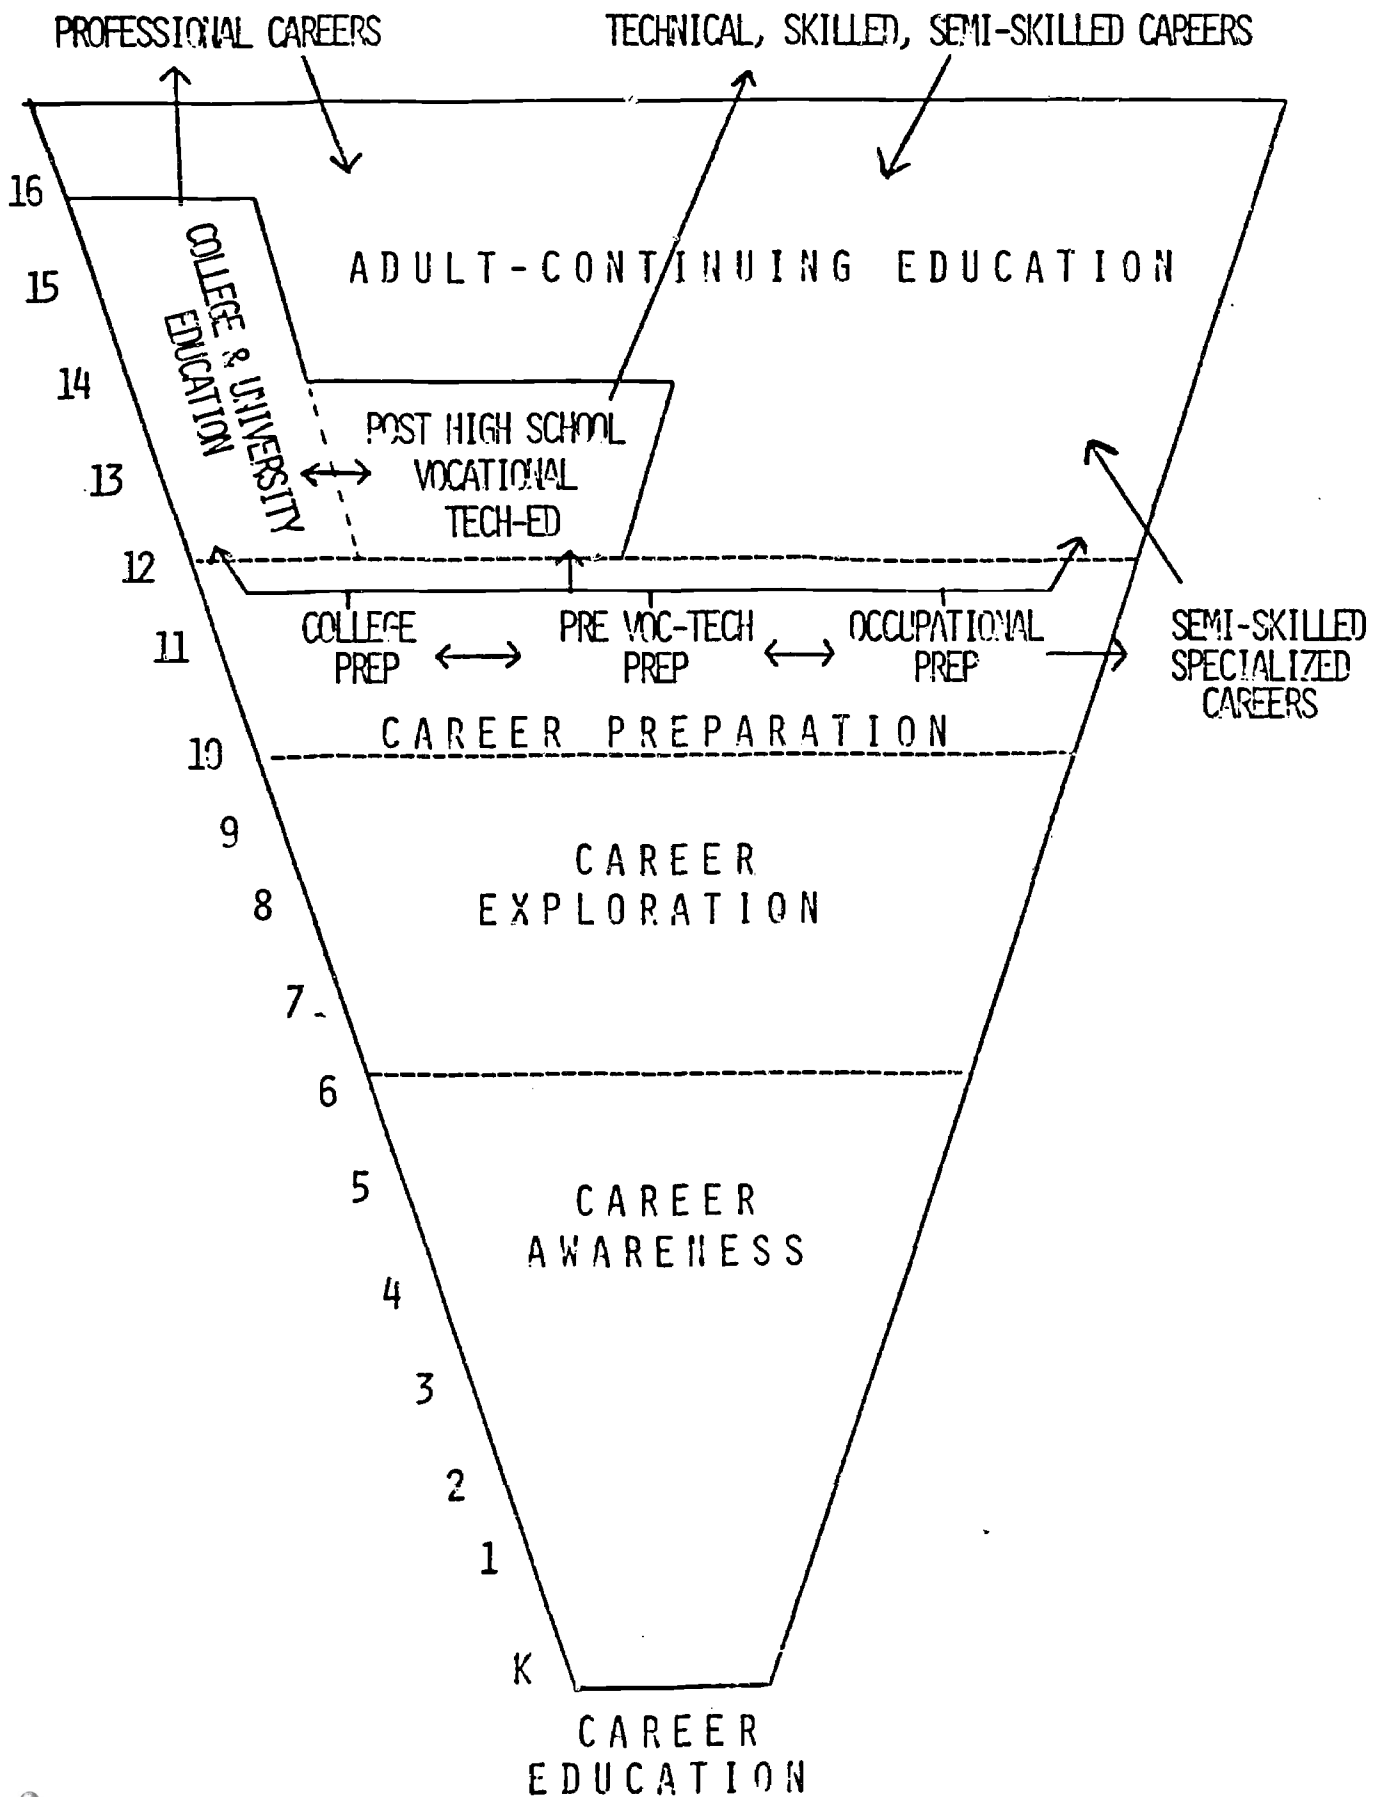 PROFESSIONAL CAREERS
TECHNICAL, SKILLED, SEMI-SKILLED CAREERS
16
ADULT-CONTINUING EDUCATION
15
COLLEGE & UNIVERSITY
EDUCATION
14
POST HIGH SCHOOL
VOCATIONAL
TECH-ED
13
12
COLLEGE
PREP
PRE VOC-TECH
PREP
OCCUPATIONAL
PREP
SEMI-SKILLED
SPECIALIZED
CAREERS
11
CAREER PREPARATION
10
9
CAREER
EXPLORATION
8
7
6
5
CAREER
AWARENESS
4
3
2
1
K
CAREER
EDUCATION